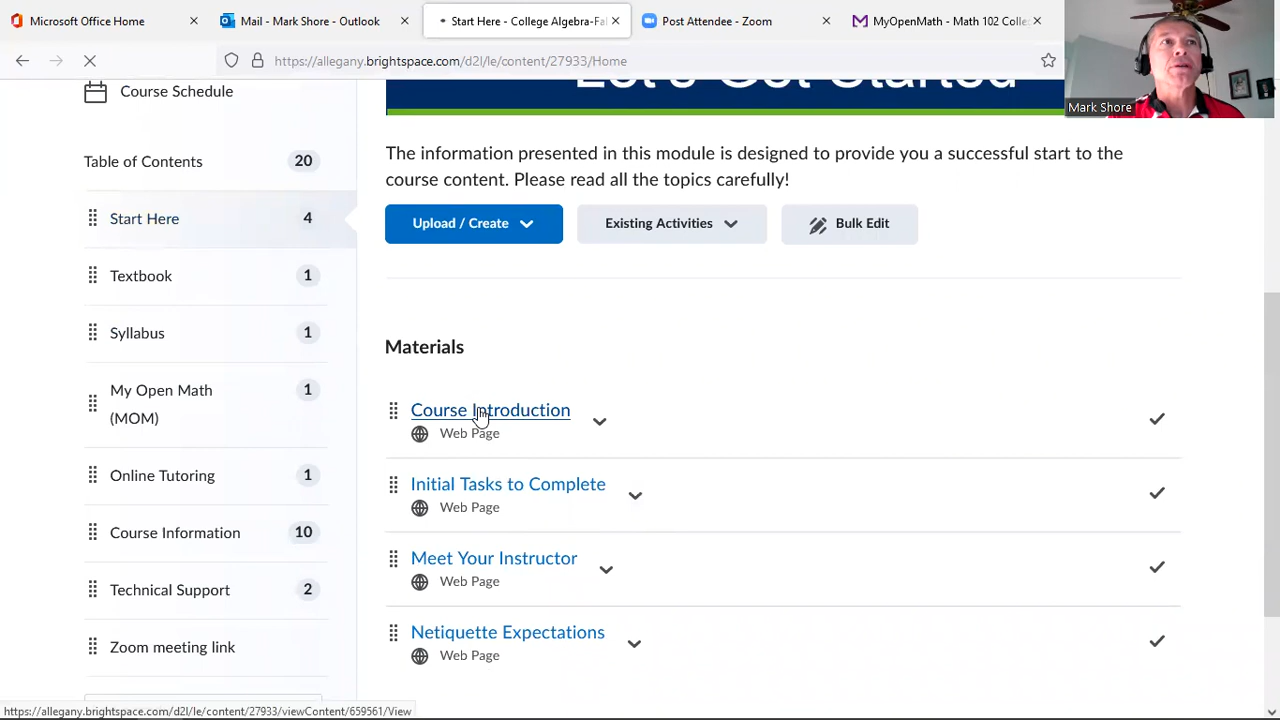 Microsoft Office Home
Mail - Mark Shore - Outlook
Start Here - College Algebra-Fal
Post Attendee - Zoom
MyOpenMath - Math 102 Colle
https://allegany.brightspace.com/d2l/le/content/27933/Home
Mark Shore
Course Schedule
Let's Get Started
The information presented in this module is designed to provide you a successful start to the
course content. Please read all the topics carefully!
Table of Contents 20
Start Here 4
Upload / Create
Existing Activities
Bulk Edit
Textbook 1
Syllabus 1
My Open Math 1
(MOM)
Online Tutoring 1
Course Information 10
Technical Support 2
Zoom meeting link
Materials
Course Introduction
Web Page
Initial Tasks to Complete
Web Page
Meet Your Instructor
Web Page
Netiquette Expectations
Web Page
https://allegany.brightspace.com/d2l/le/content/27933/viewContent/659561/View